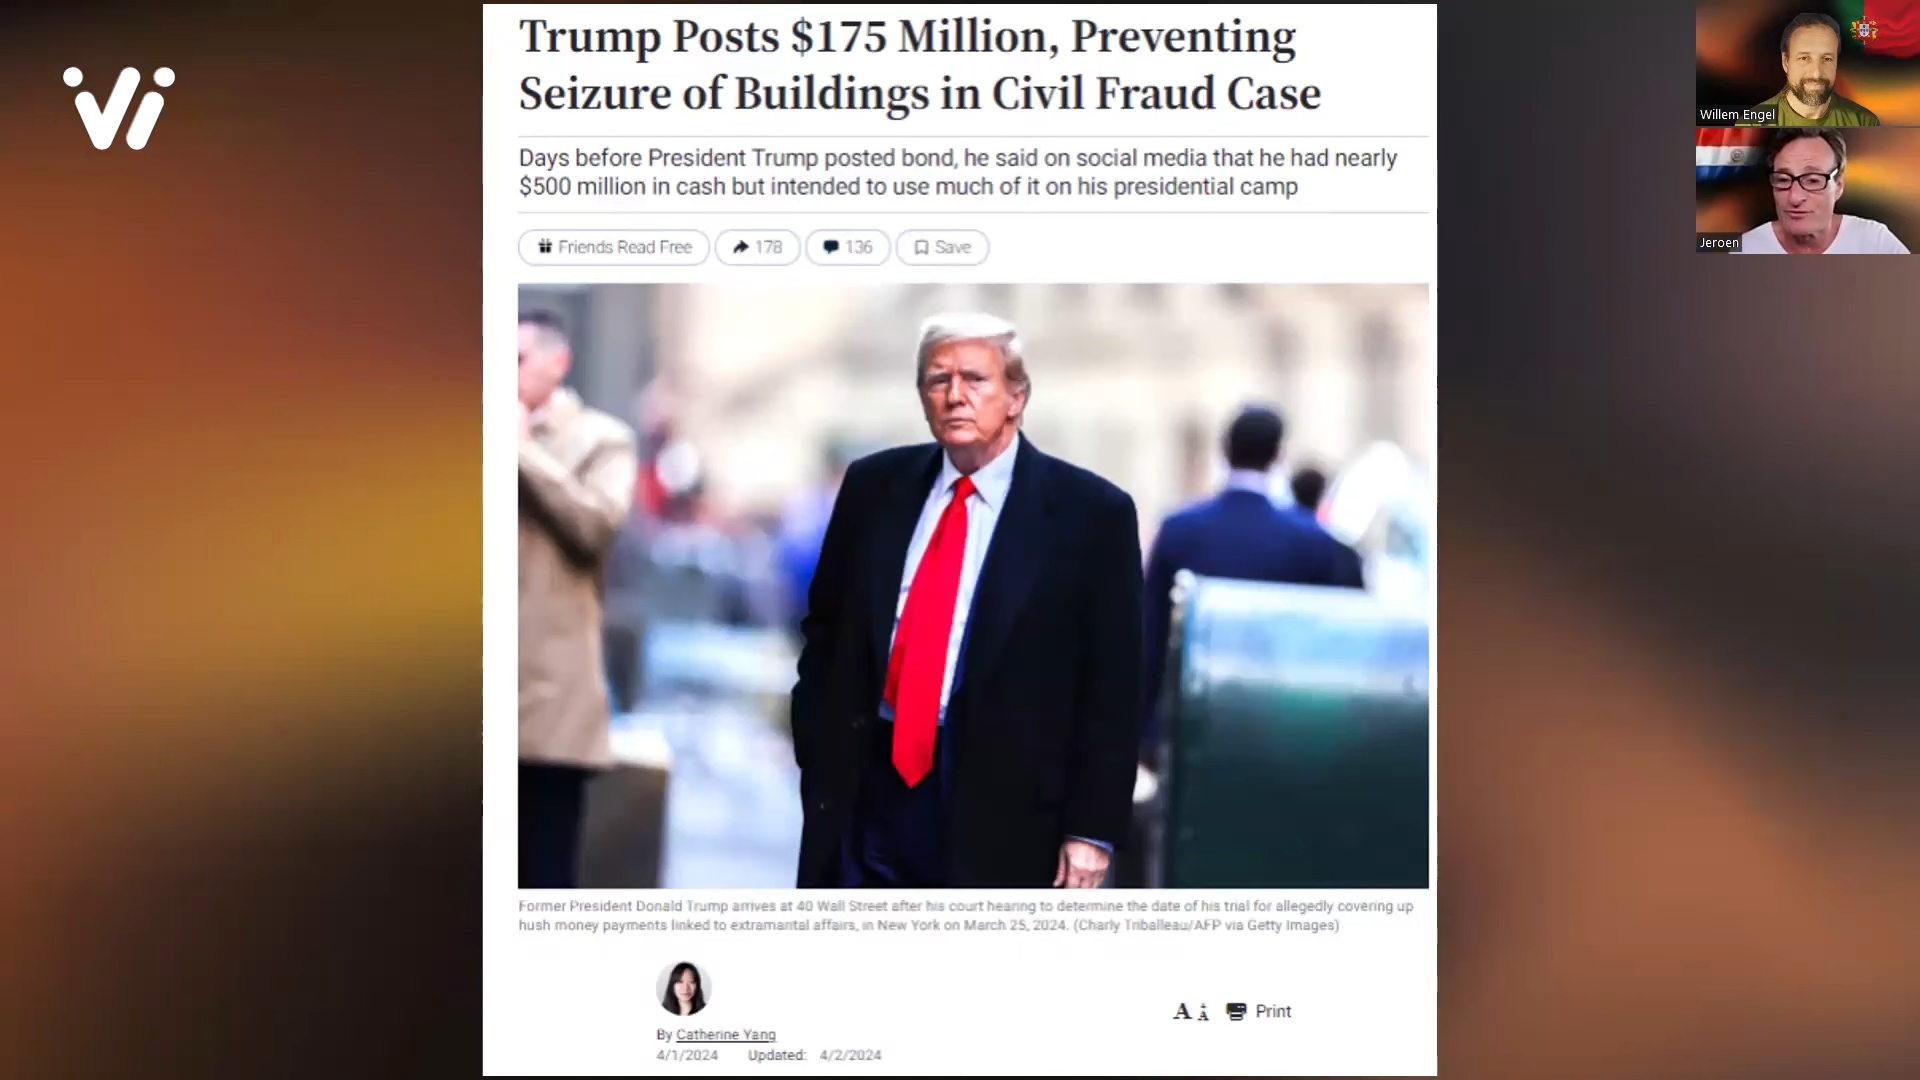 Trump Posts $175 Million, Preventing
Seizure of Buildings in Civil Fraud Case
Days before President Trump posted bond, he said on social media that he had nearly
$500 million in cash but intended to use much of it on his presidential camp
Friends Read Free
178
136
Save
Former President Donald Trump arrives at 40 Wall Street after his court hearing to determine the date of his trial for allegedly covering up
hush money payments linked to extramarital affairs, in New York on March 25, 2024. (Charly Triballeau/AFP via Getty Images)
By Catherine Yang
4/1/2024 Updated: 4/2/2024
A A Print
Willem Engel
Jeroen
Vi